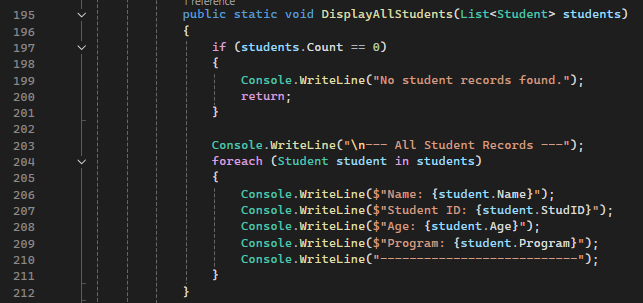 1 reference
195 public static void DisplayAllStudents(List<Student> students)
196 {
197 if (students.Count == 0)
198 {
199 Console.WriteLine("No student records found.");
200 return;
201 }
202
203 Console.WriteLine("\n--- All Student Records ---");
204 foreach (Student student in students)
205 {
206 Console.WriteLine($"Name: {student.Name}");
207 Console.WriteLine($"Student ID: {student.StudID}");
208 Console.WriteLine($"Age: {student.Age}");
209 Console.WriteLine($"Program: {student.Program}");
210 Console.WriteLine("---------------------------");
211 }
212 }